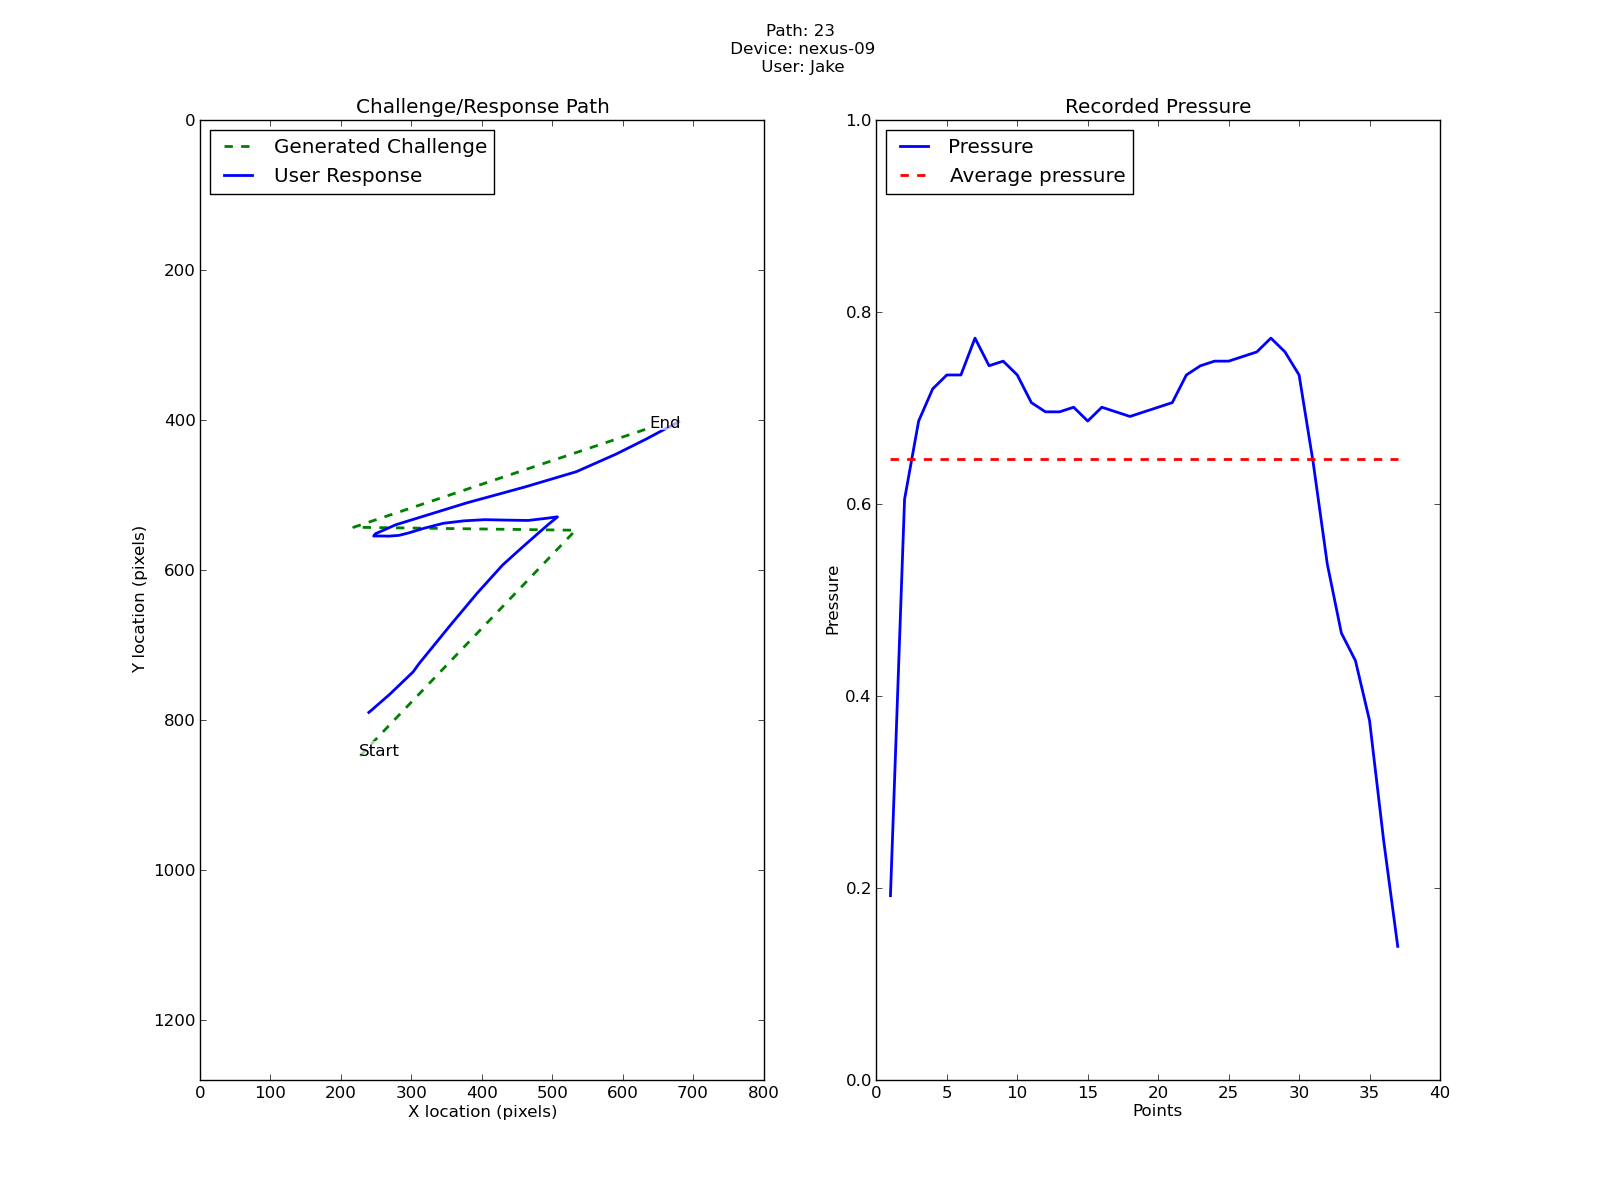 Path: 23
Device: nexus-09
User: Jake
Challenge/Response Path
Generated Challenge
User Response
0
200
400
600
800
1000
1200
Y location (pixels)
End
Start
0 100 200 300 400 500 600 700 800
X location (pixels)
Recorded Pressure
Pressure
Average pressure
1.0
0.8
0.6
0.4
0.2
0.0
Pressure
0 5 10 15 20 25 30 35 40
Points